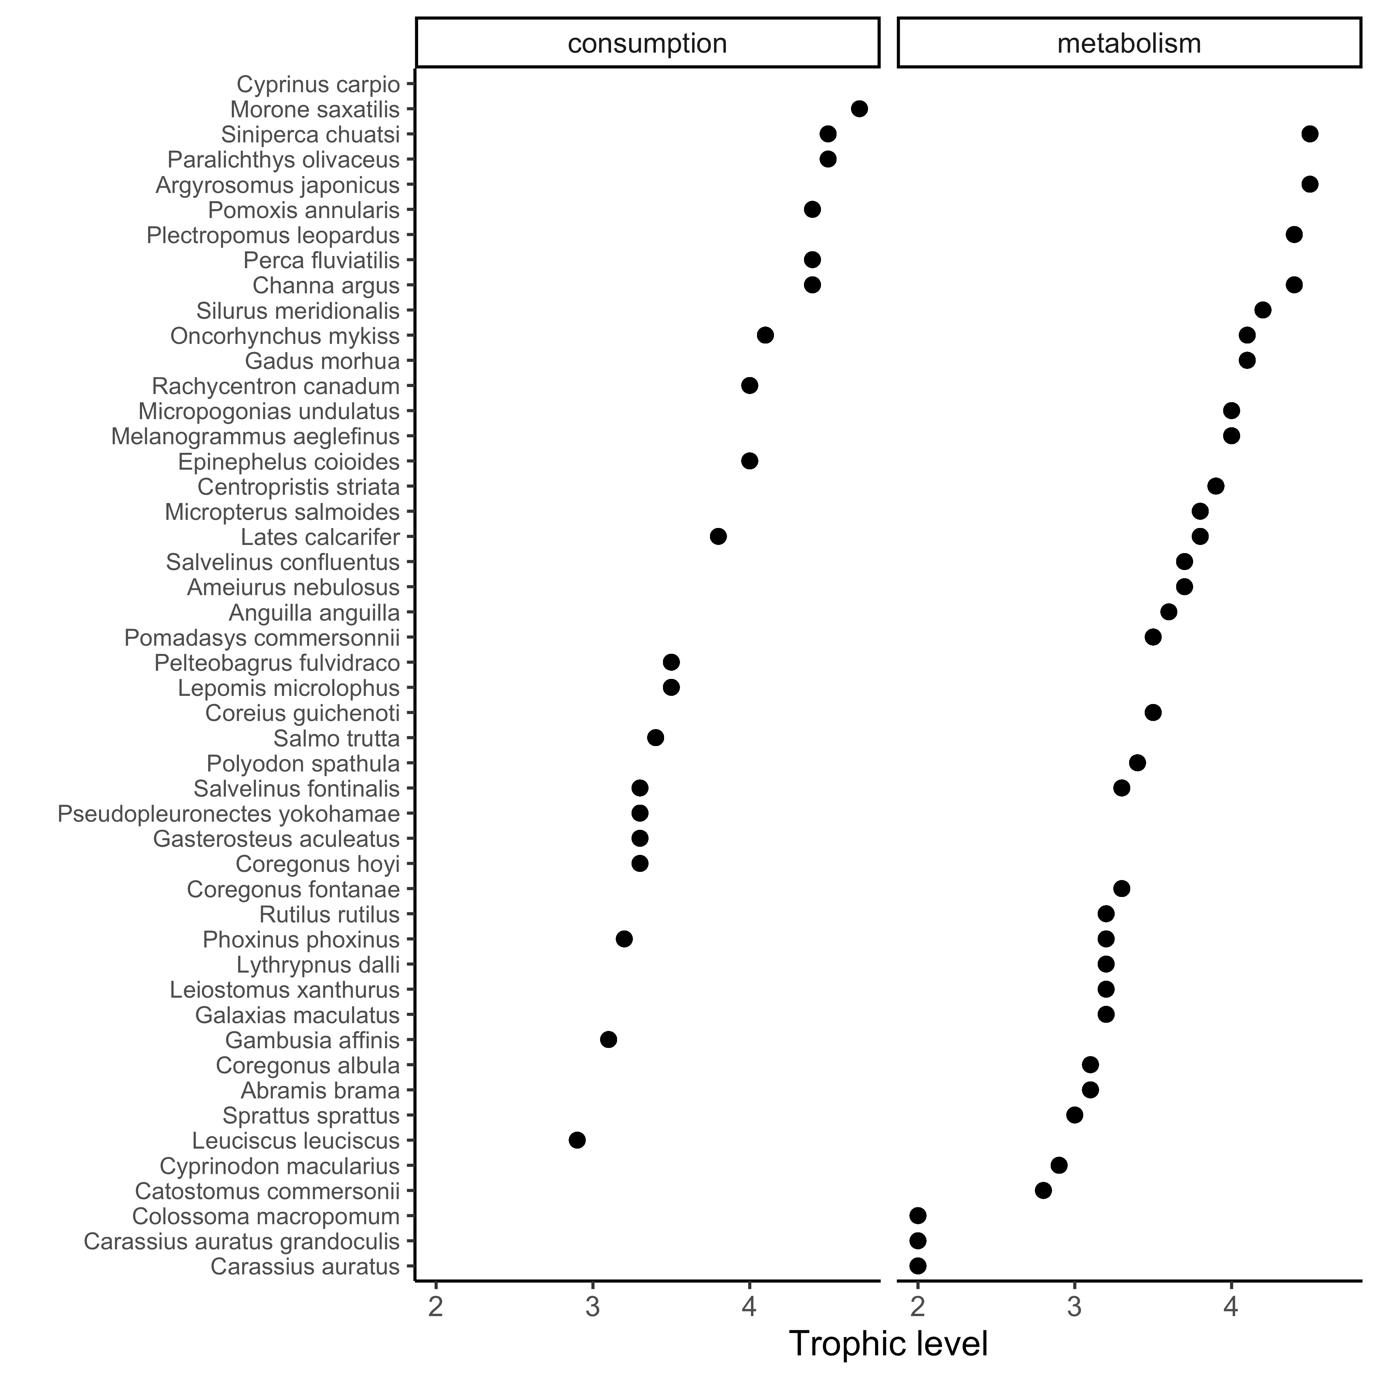 consumption
metabolism
Cyprinus carpio
Morone saxatilis
Siniperca chuatsi
Paralichthys olivaceus
Argyrosomus japonicus
Pomoxis annularis
Plectropomus leopardus
Perca fluviatilis
Channa argus
Silurus meridionalis
Oncorhynchus mykiss
Gadus morhua
Rachycentron canadum
Micropogonias undulatus
Melanogrammus aeglefinus
Epinephelus coioides
Centropristis striata
Micropterus salmoides
Lates calcarifer
Salvelinus confluentus
Ameiurus nebulosus
Anguilla anguilla
Pomadasys commersonnii
Pelteobagrus fulvidraco
Lepomis microlophus
Coreius guichenoti
Salmo trutta
Polyodon spathula
Salvelinus fontinalis
Pseudopleuronectes yokohamae
Gasterosteus aculeatus
Coregonus hoyi
Coregonus fontanae
Rutilus rutilus
Phoxinus phoxinus
Lythrypnus dalli
Leiostomus xanthurus
Galaxias maculatus
Gambusia affinis
Coregonus albula
Abramis brama
Sprattus sprattus
Leuciscus leuciscus
Cyprinodon macularius
Catostomus commersonii
Colossoma macropomum
Carassius auratus grandoculis
Carassius auratus
2 3 4
2 3 4
Trophic level